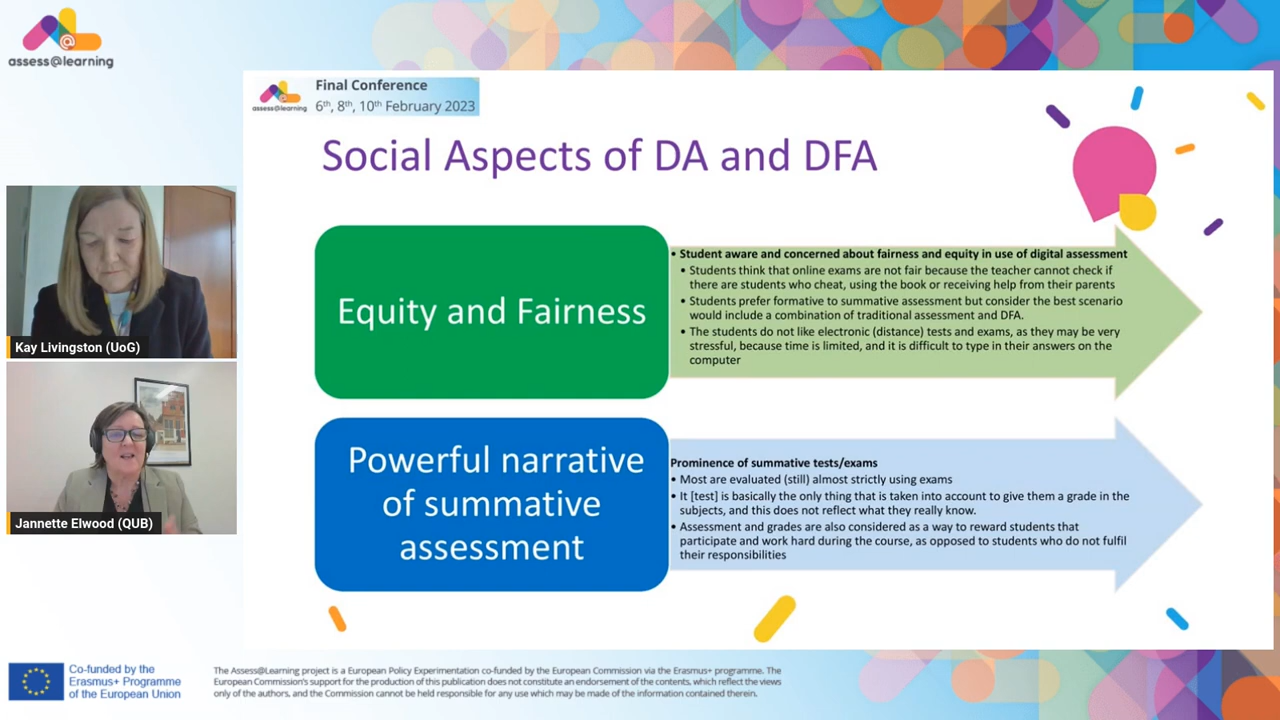 assess@learning
assess@learning
Final Conference
6th, 8th, 10th February 2023
Social Aspects of DA and DFA
Equity and Fairness
• Student aware and concerned about fairness and equity in use of digital assessment
• Students think that online exams are not fair because the teacher cannot check if
there are students who cheat, using the book or receiving help from their parents
• Students prefer formative to summative assessment but consider the best scenario
would include a combination of traditional assessment and DFA.
• The students do not like electronic (distance) tests and exams, as they may be very
stressful, because time is limited, and it is difficult to type in their answers on the
computer
Powerful narrative
of summative
assessment
Prominence of summative tests/exams
• Most are evaluated (still) almost strictly using exams
• It [test] is basically the only thing that is taken into account to give them a grade in the
subjects, and this does not reflect what they really know.
• Assessment and grades are also considered as a way to reward students that
participate and work hard during the course, as opposed to students who do not fulfil
their responsibilities
Kay Livingston (UoG)
Jannette Elwood (QUB)
Co-funded by the
Erasmus+ Programme
of the European Union
The Assess@Learning project is a European Policy Experimentation co-funded by the European Commission via the Erasmus+ programme. The
European Commission's support for the production of this publication does not constitute an endorsement of the contents, which reflect the views
only of the authors, and the Commission cannot be held responsible for any use which may be made of the information contained therein.